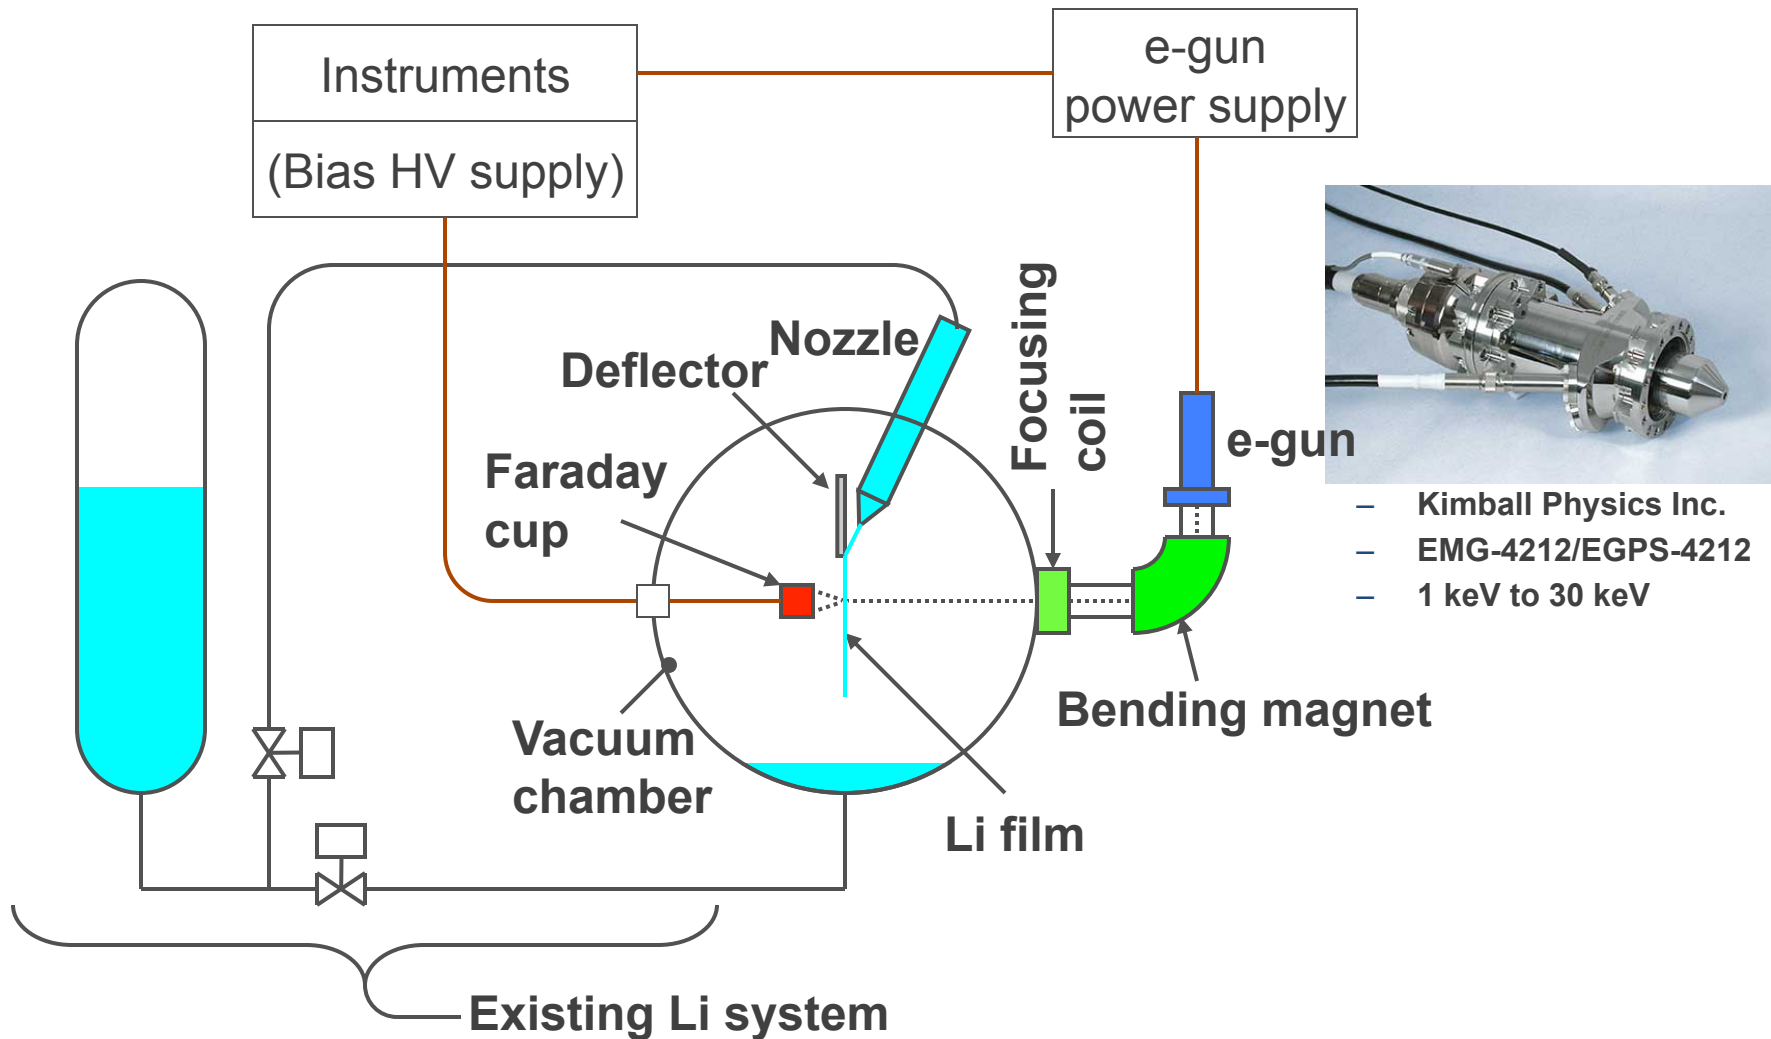 Instruments
(Bias HV supply)
e-gun
power supply
Nozzle
Deflector
Focusing
coil
e-gun
Faraday
cup
– Kimball Physics Inc.
– EMG-4212/EGPS-4212
– 1 keV to 30 keV
Bending magnet
Vacuum
chamber
Li film
Existing Li system